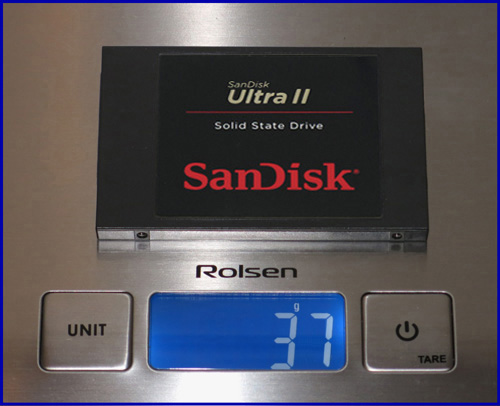 SanDisk
Ultra II
Solid State Drive
SanDisk®
Rolsen
UNIT
g
37
TARE